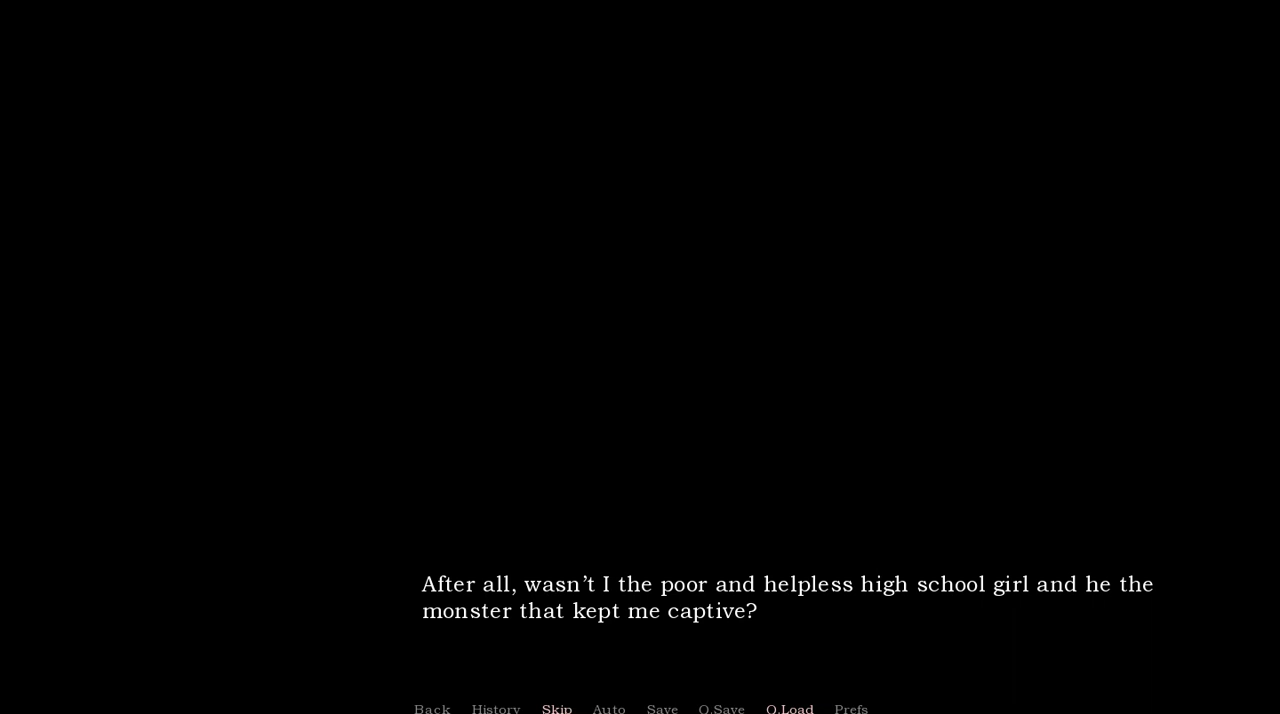 After all, wasn’t I the poor and helpless high school girl and he the
monster that kept me captive?
Back History Skip Auto Save Q.Save Q.Load Prefs